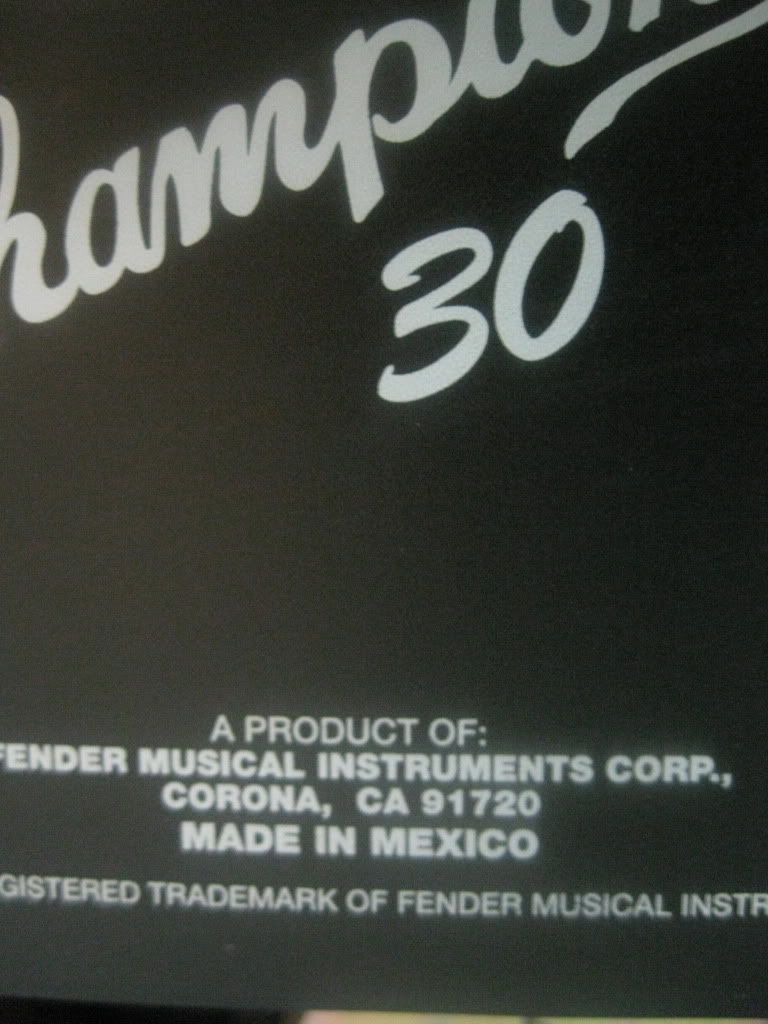 hampion
30
A PRODUCT OF:
FENDER MUSICAL INSTRUMENTS CORP.,
CORONA, CA 91720
MADE IN MEXICO
GISTERED TRADEMARK OF FENDER MUSICAL INSTR